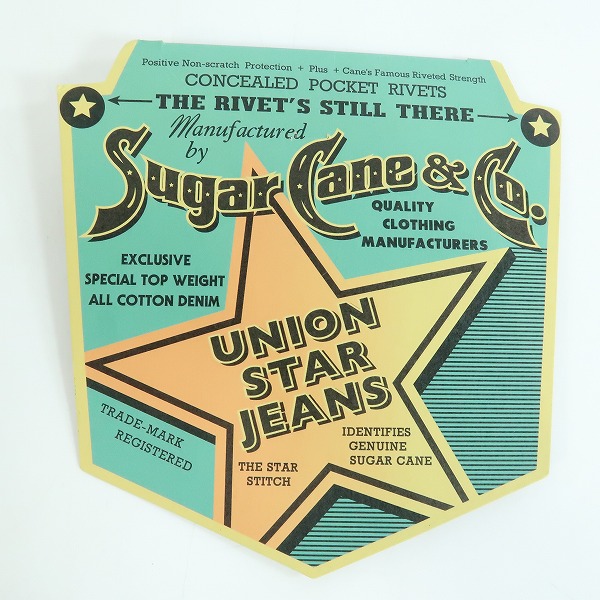 Positive Non-scratch Protection + Plus + Cane's Famous Riveted Strength
CONCEALED POCKET RIVETS
THE RIVET'S STILL THERE
Manufactured
by
Sugar Cane & Co.
QUALITY
CLOTHING
MANUFACTURERS
EXCLUSIVE
SPECIAL TOP WEIGHT
ALL COTTON DENIM
UNION
STAR
JEANS
TRADE-MARK
REGISTERED
THE STAR
STITCH
IDENTIFIES
GENUINE
SUGAR CANE